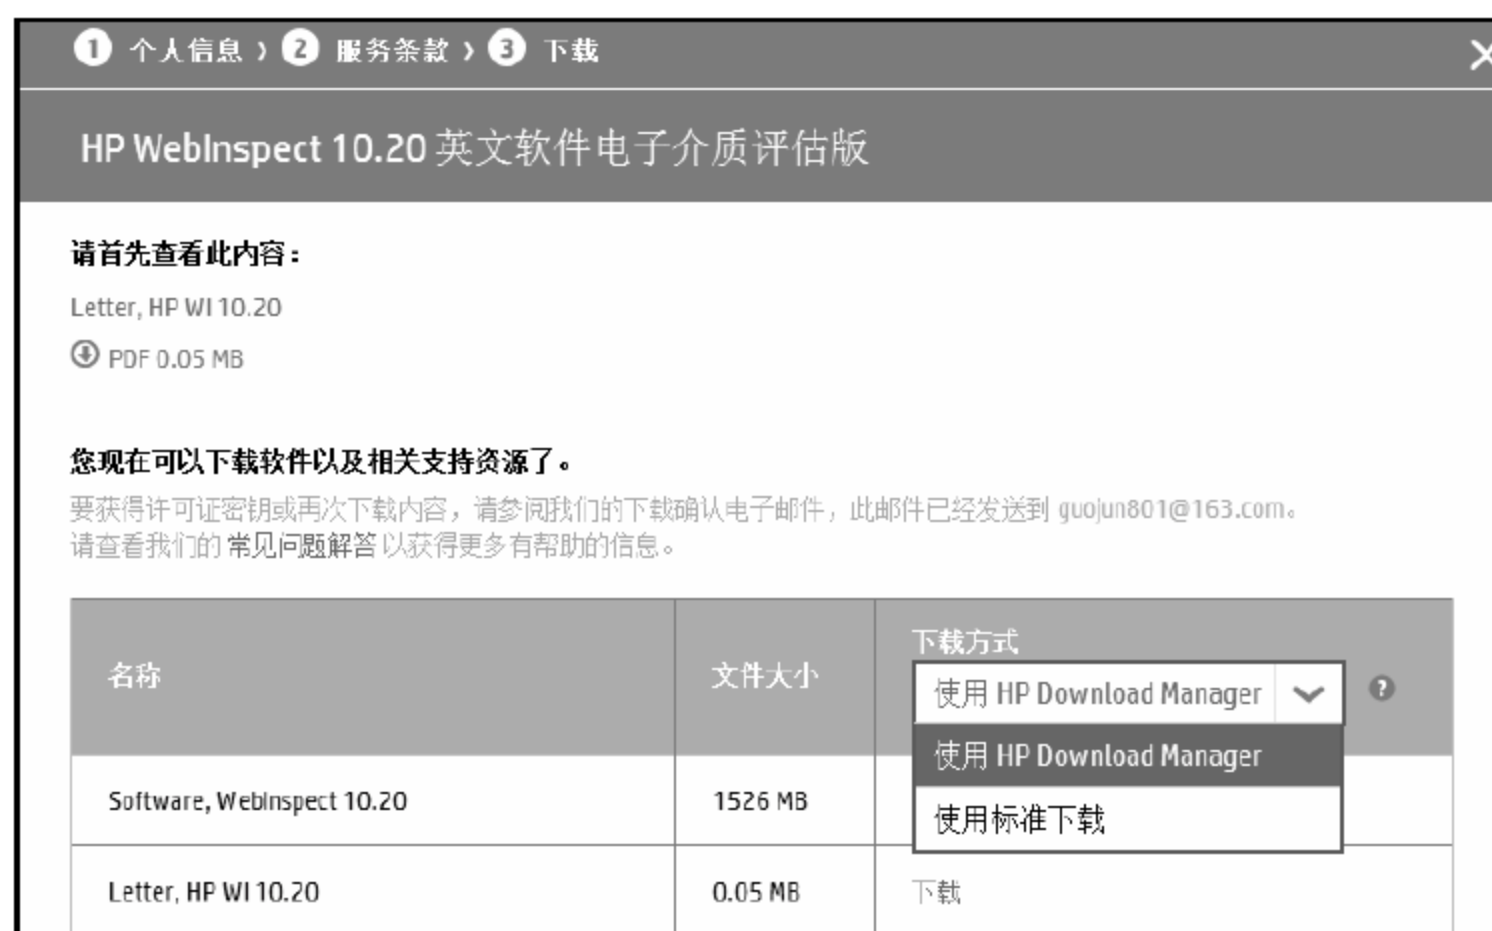 1 个人信息 › 2 服务条款 › 3 下载
HP WebInspect 10.20 英文软件电子介质评估版
请首先查看此内容：
Letter, HP WI 10.20
PDF 0.05 MB
您现在可以下载软件以及相关支持资源了。
要获得许可证密钥或再次下载内容，请参阅我们的下载确认电子邮件，此邮件已经发送到 guojun801@163.com。
请查看我们的 常见问题解答 以获得更多有帮助的信息。
名称 文件大小 下载方式
使用 HP Download Manager ?
使用 HP Download Manager
Software, WebInspect 10.20 1526 MB 使用标准下载
Letter, HP WI 10.20 0.05 MB 下载